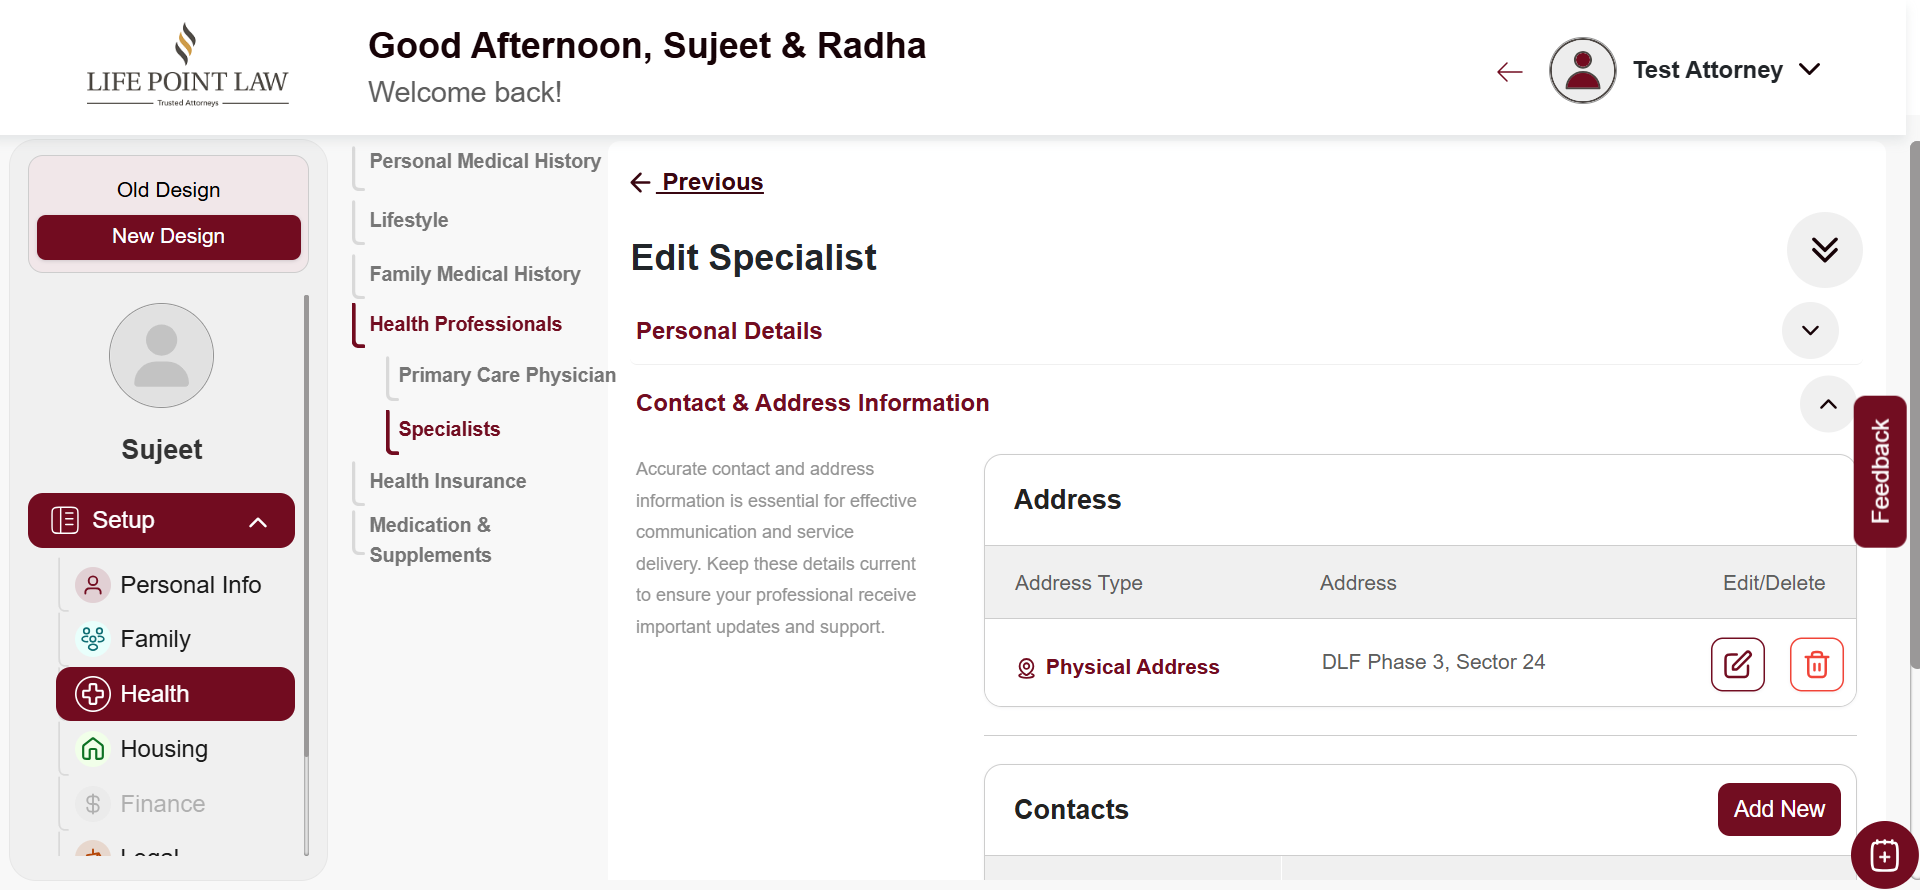 LIFE POINT LAW
Trusted Attorneys
Good Afternoon, Sujeet & Radha
Welcome back!
Test Attorney
Old Design
New Design
Sujeet
Setup
Personal Info
Family
Health
Housing
Finance
Legal
Personal Medical History
Lifestyle
Family Medical History
Health Professionals
Primary Care Physician
Specialists
Health Insurance
Medication &
Supplements
Previous
Edit Specialist
Personal Details
Contact & Address Information
Accurate contact and address
information is essential for effective
communication and service
delivery. Keep these details current
to ensure your professional receive
important updates and support.
Address
Address Type Address Edit/Delete
Physical Address DLF Phase 3, Sector 24
Contacts
Add New
Feedback